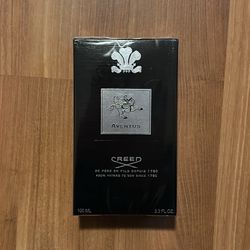 AVENTUS
CREED
DE PÈRE EN FILS DEPUIS 1760
FROM FATHER TO SON SINCE 1760
100 ML 3.3 FL.OZ